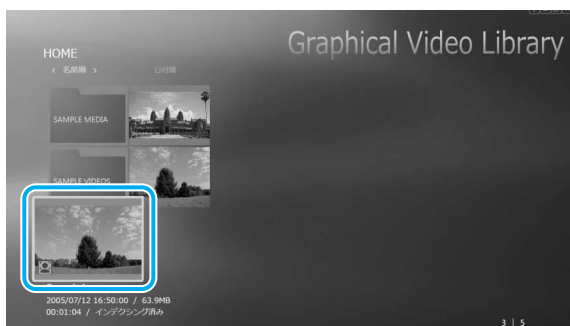 Graphical Video Library
HOME
< 名前順 >
日付順
SAMPLE MEDIA
SAMPLE VIDEOS
2005/07/12 16:50:00 / 63.9MB
00:01:04 / インデクシング済み
3 | 5